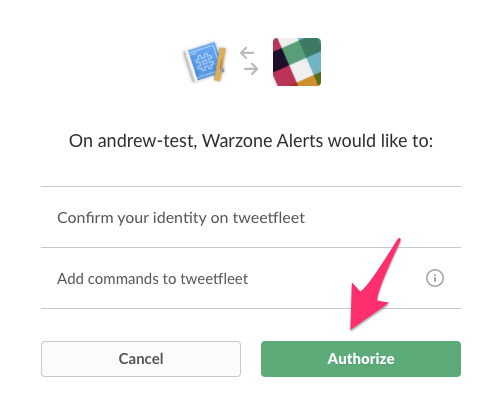 On andrew-test, Warzone Alerts would like to:
Confirm your identity on tweetfleet
Add commands to tweetfleet
Cancel
Authorize